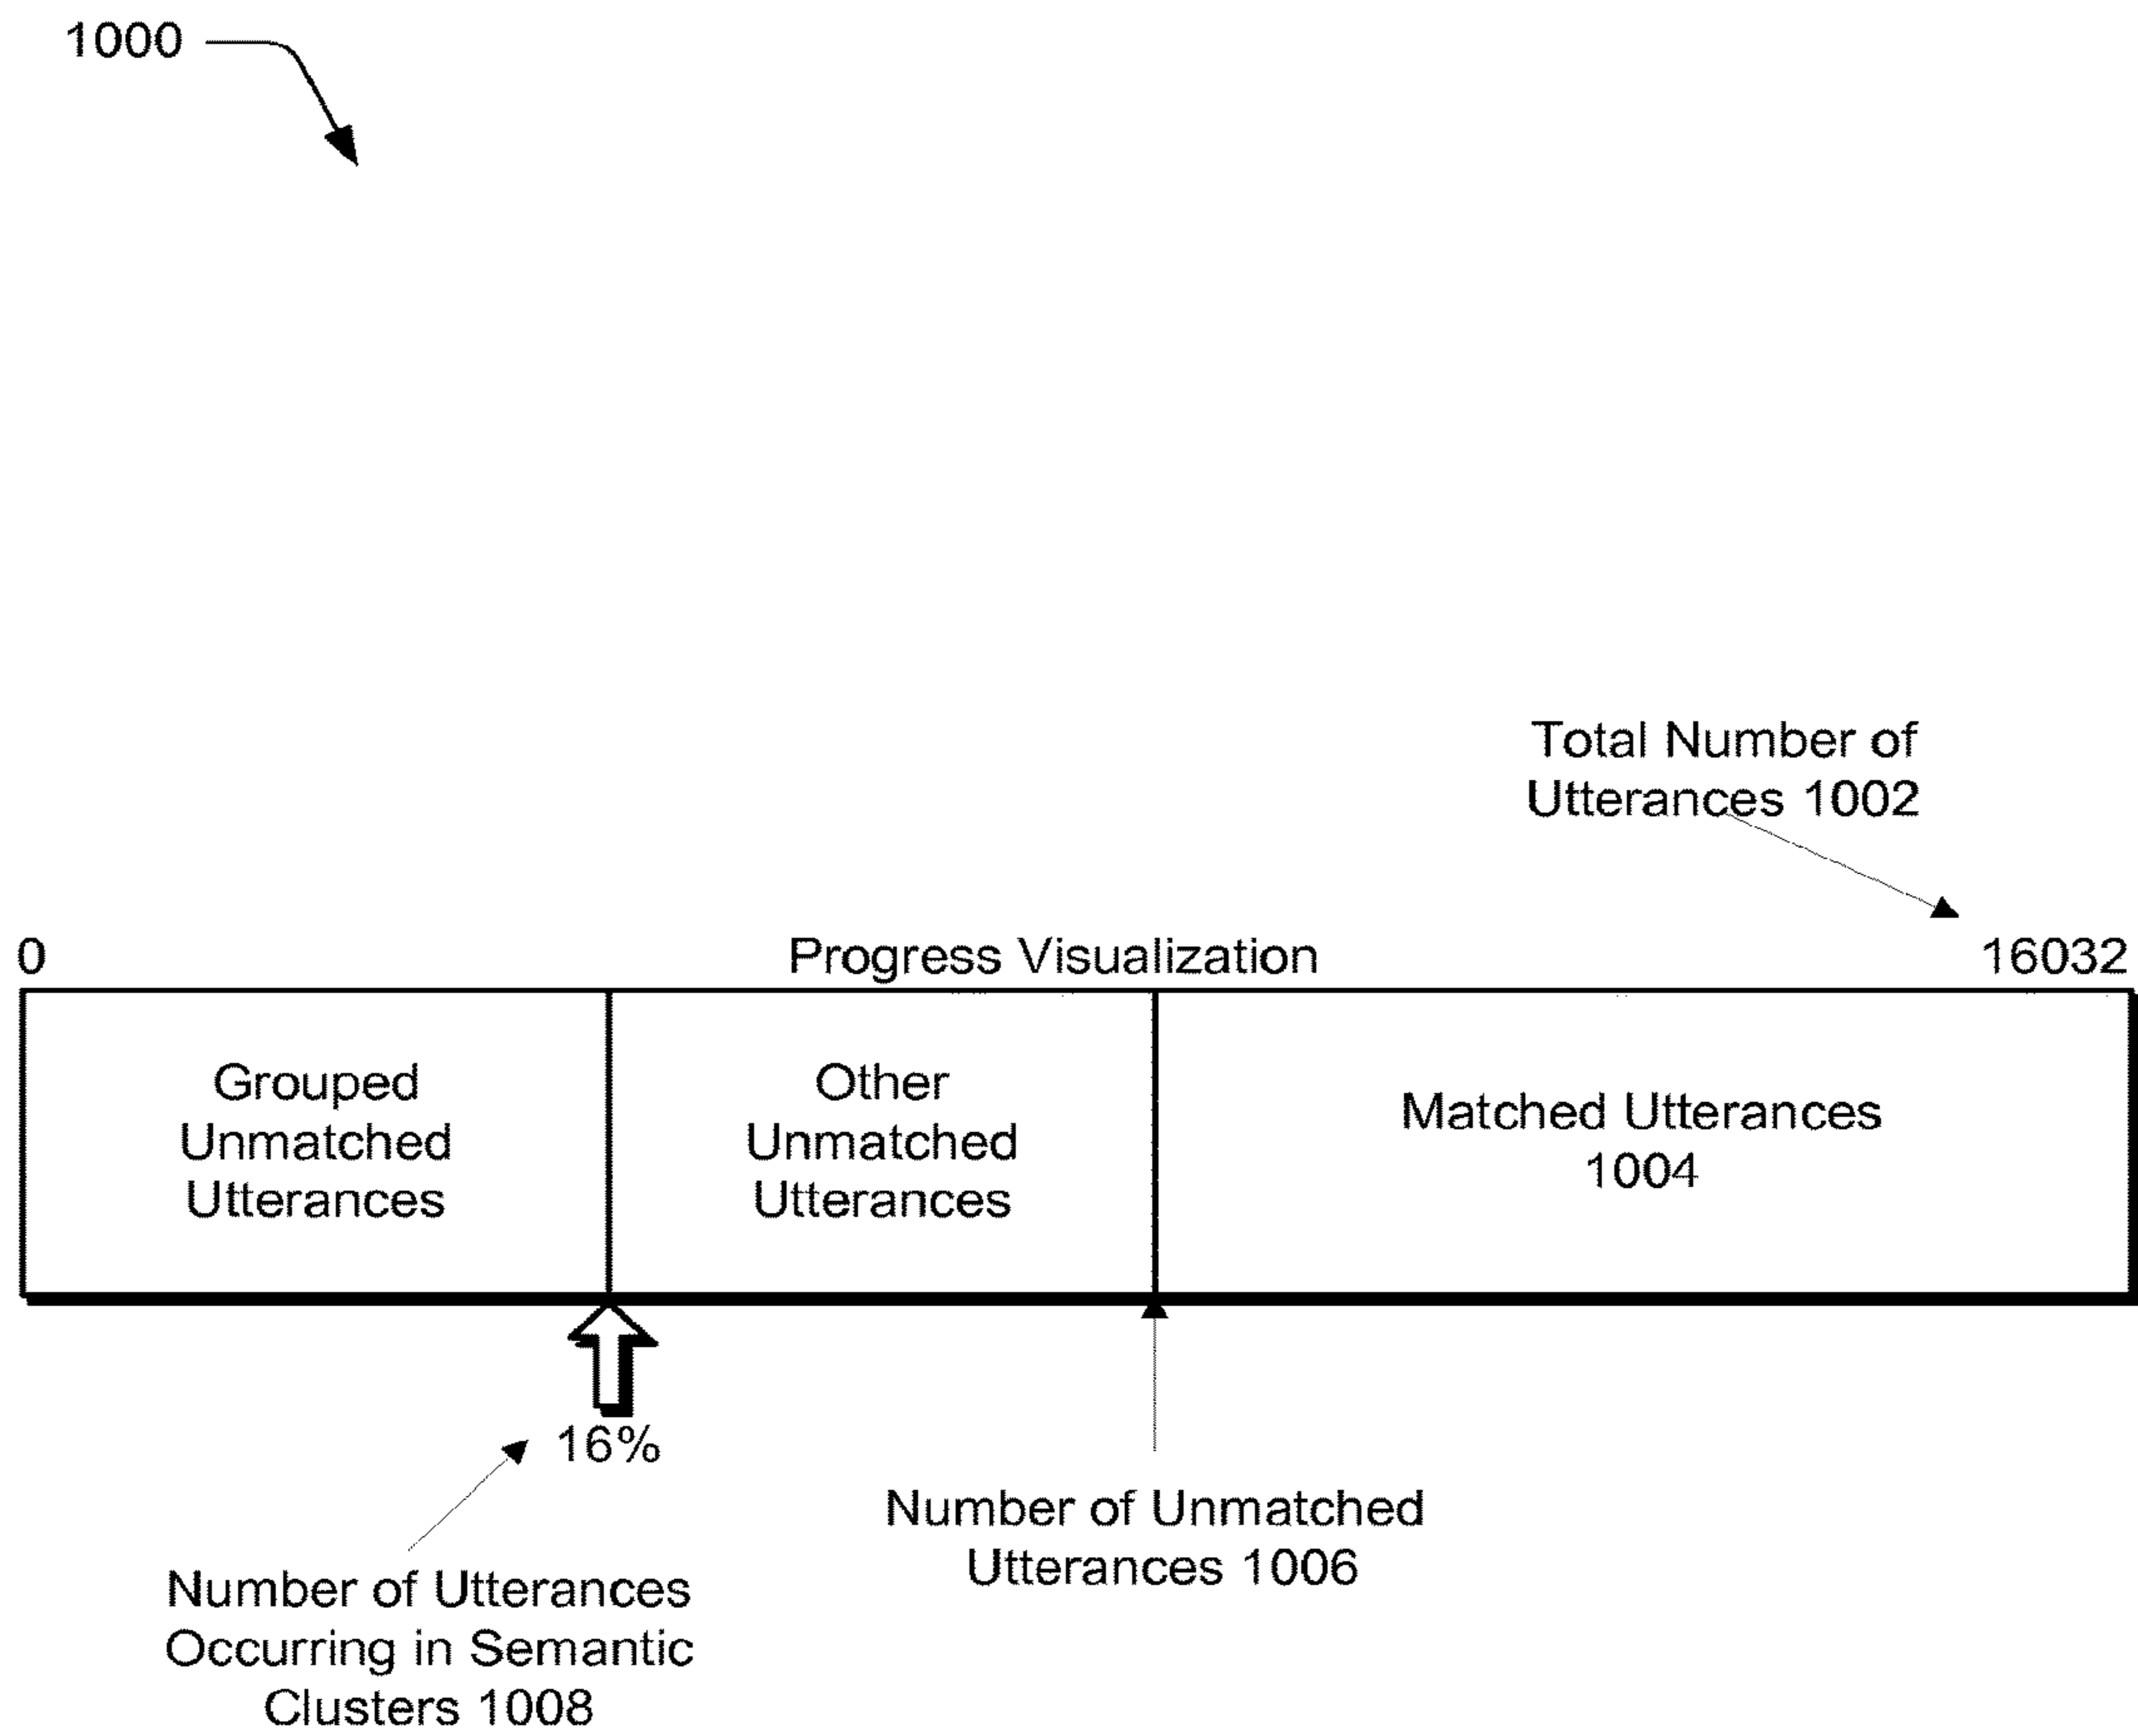 1000
Total Number of
Utterances 1002
0
Progress Visualization
16032
Grouped
Unmatched
Utterances
Other
Unmatched
Utterances
Matched Utterances
1004
16%
Number of Unmatched
Utterances 1006
Number of Utterances
Occurring in Semantic
Clusters 1008